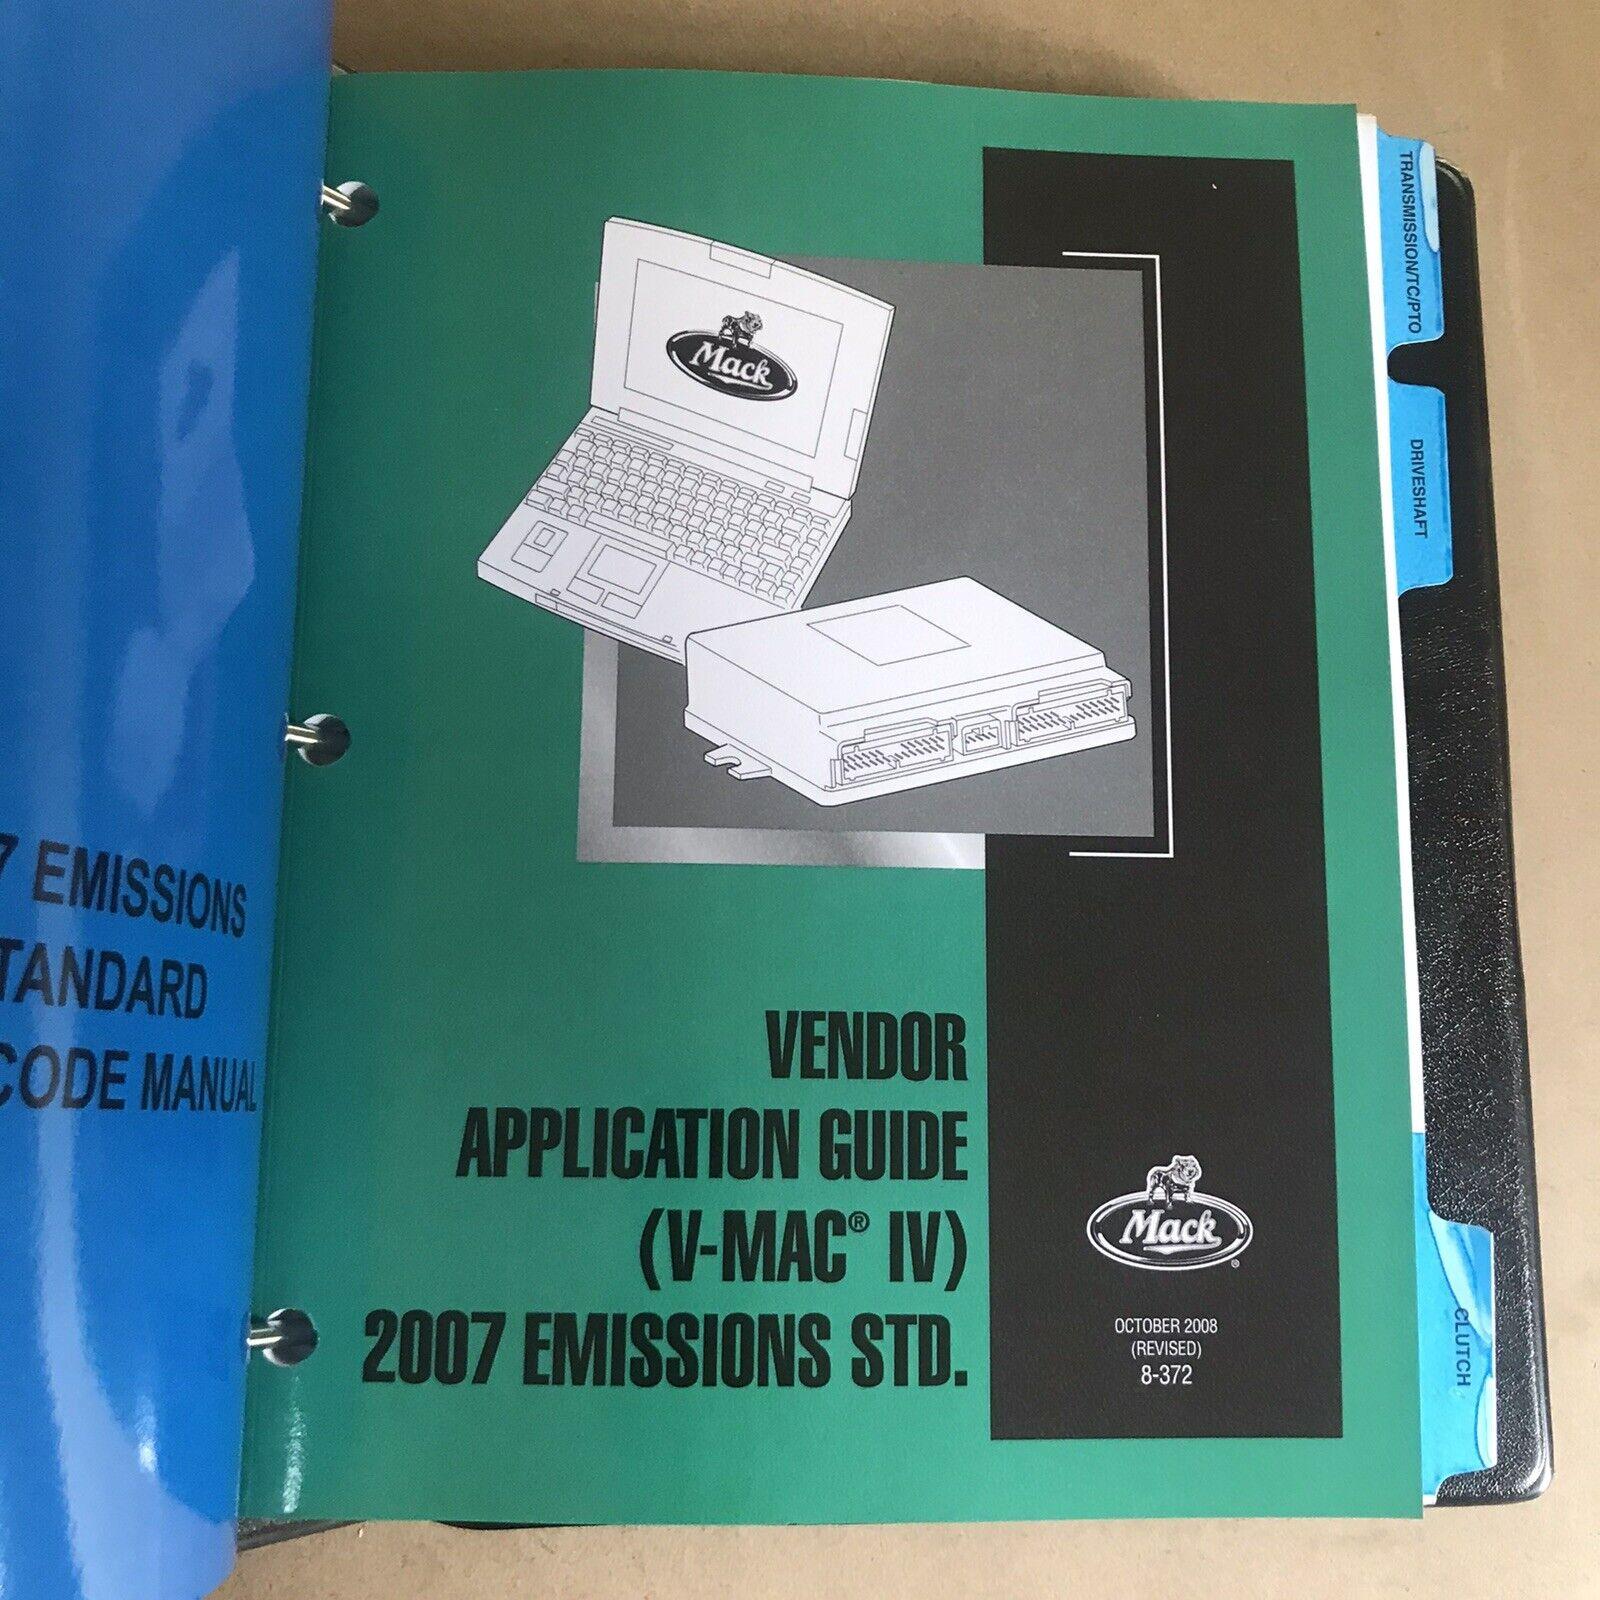 7 EMISSIONS
TANDARD
CODE MANUAL
Mack
VENDOR
APPLICATION GUIDE
(V-MAC® IV)
2007 EMISSIONS STD.
Mack®
OCTOBER 2008
(REVISED)
8-372
TRANSMISSION/TC/PTO
DRIVESHAFT
CLUTCH